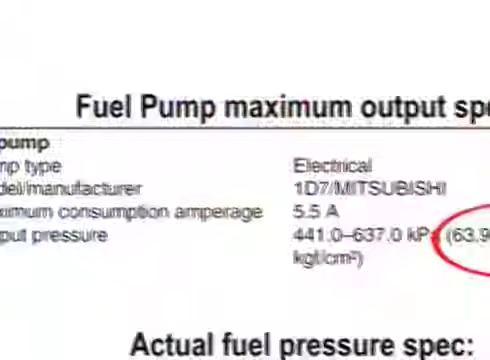 Fuel Pump maximum output spe
pump
mp type Electrical
del/manufacturer 1D7/MITSUBISHI
ximum consumption amperage 5.5 A
put pressure 441.0–637.0 kPa (63.9
kgf/cm²)
Actual fuel pressure spec: